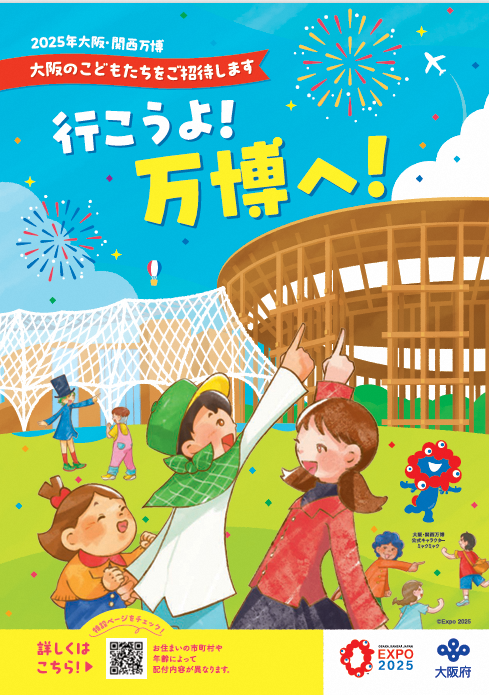 2025年大阪・関西万博
大阪のこどもたちをご招待します
行こうよ!
万博へ!
大阪・関西万博
公式キャラクター
ミャクミャク
©Expo 2025
特設ページをチェック!
詳しくは
こちら!
お住まいの市町村や
年齢によって
配付内容が異なります。
OSAKA, KANSAI, JAPAN
EXPO
2025
大阪府